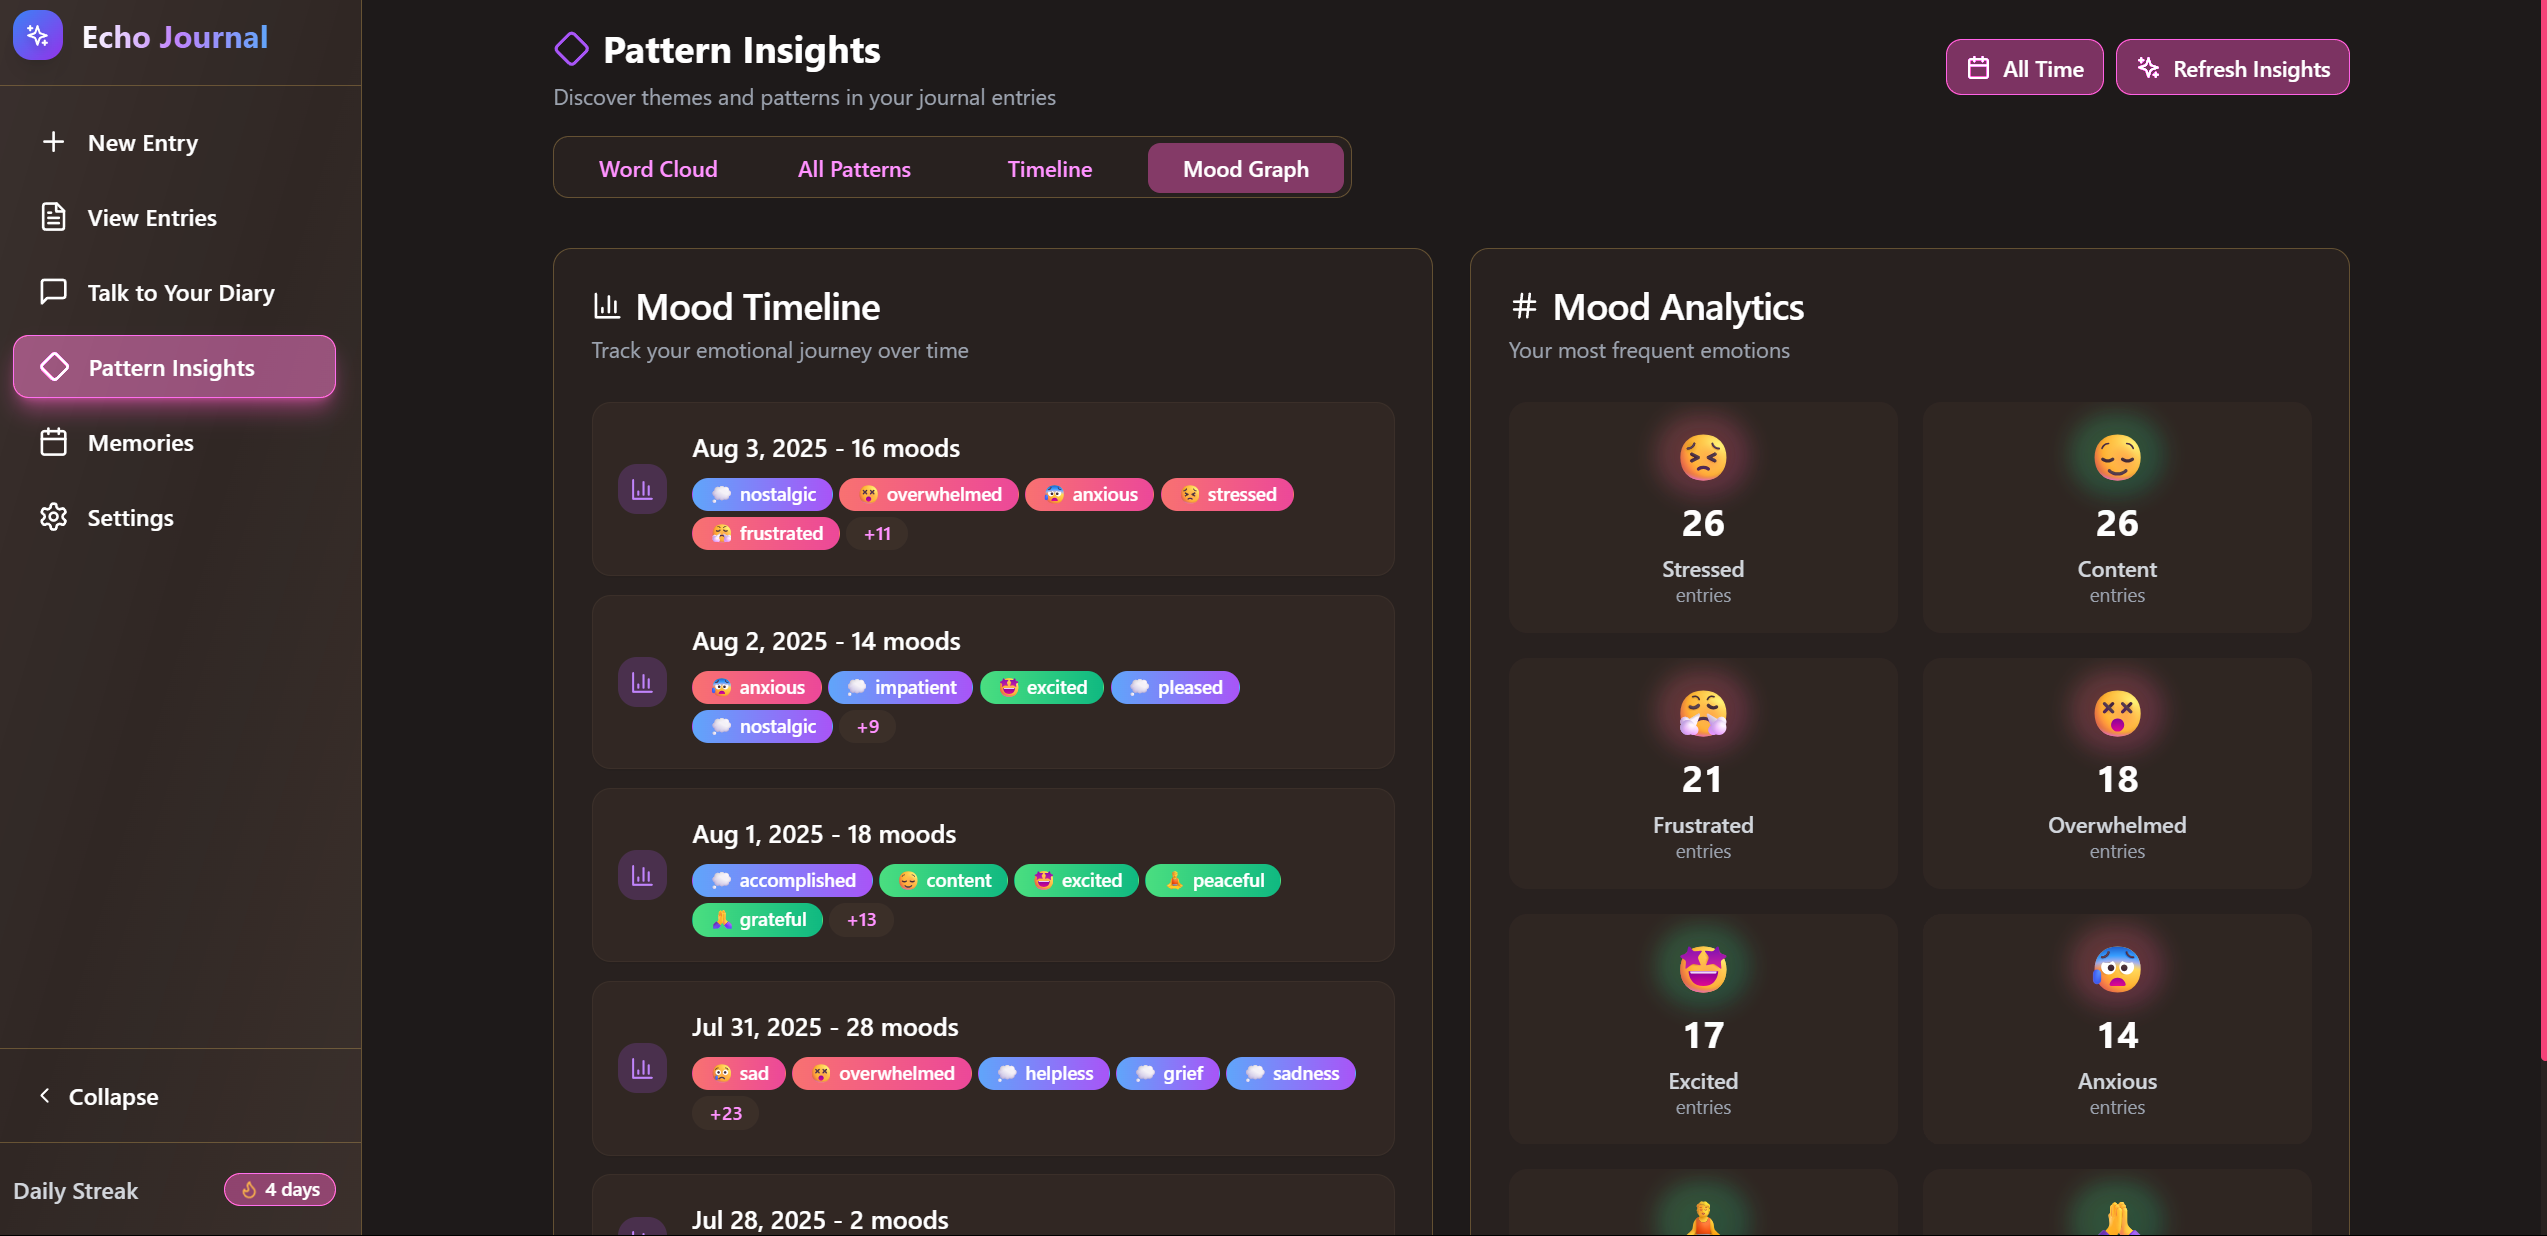 Echo Journal
New Entry
View Entries
Talk to Your Diary
Pattern Insights
Memories
Settings
Collapse
Daily Streak 4 days
Pattern Insights
Discover themes and patterns in your journal entries
All Time Refresh Insights
Word Cloud All Patterns Timeline Mood Graph
Mood Timeline
Track your emotional journey over time
Aug 3, 2025 - 16 moods
nostalgic overwhelmed anxious stressed
frustrated +11
Aug 2, 2025 - 14 moods
anxious impatient excited pleased
nostalgic +9
Aug 1, 2025 - 18 moods
accomplished content excited peaceful
grateful +13
Jul 31, 2025 - 28 moods
sad overwhelmed helpless grief sadness
+23
Jul 28, 2025 - 2 moods
# Mood Analytics
Your most frequent emotions
26
Stressed
entries
26
Content
entries
21
Frustrated
entries
18
Overwhelmed
entries
17
Excited
entries
14
Anxious
entries